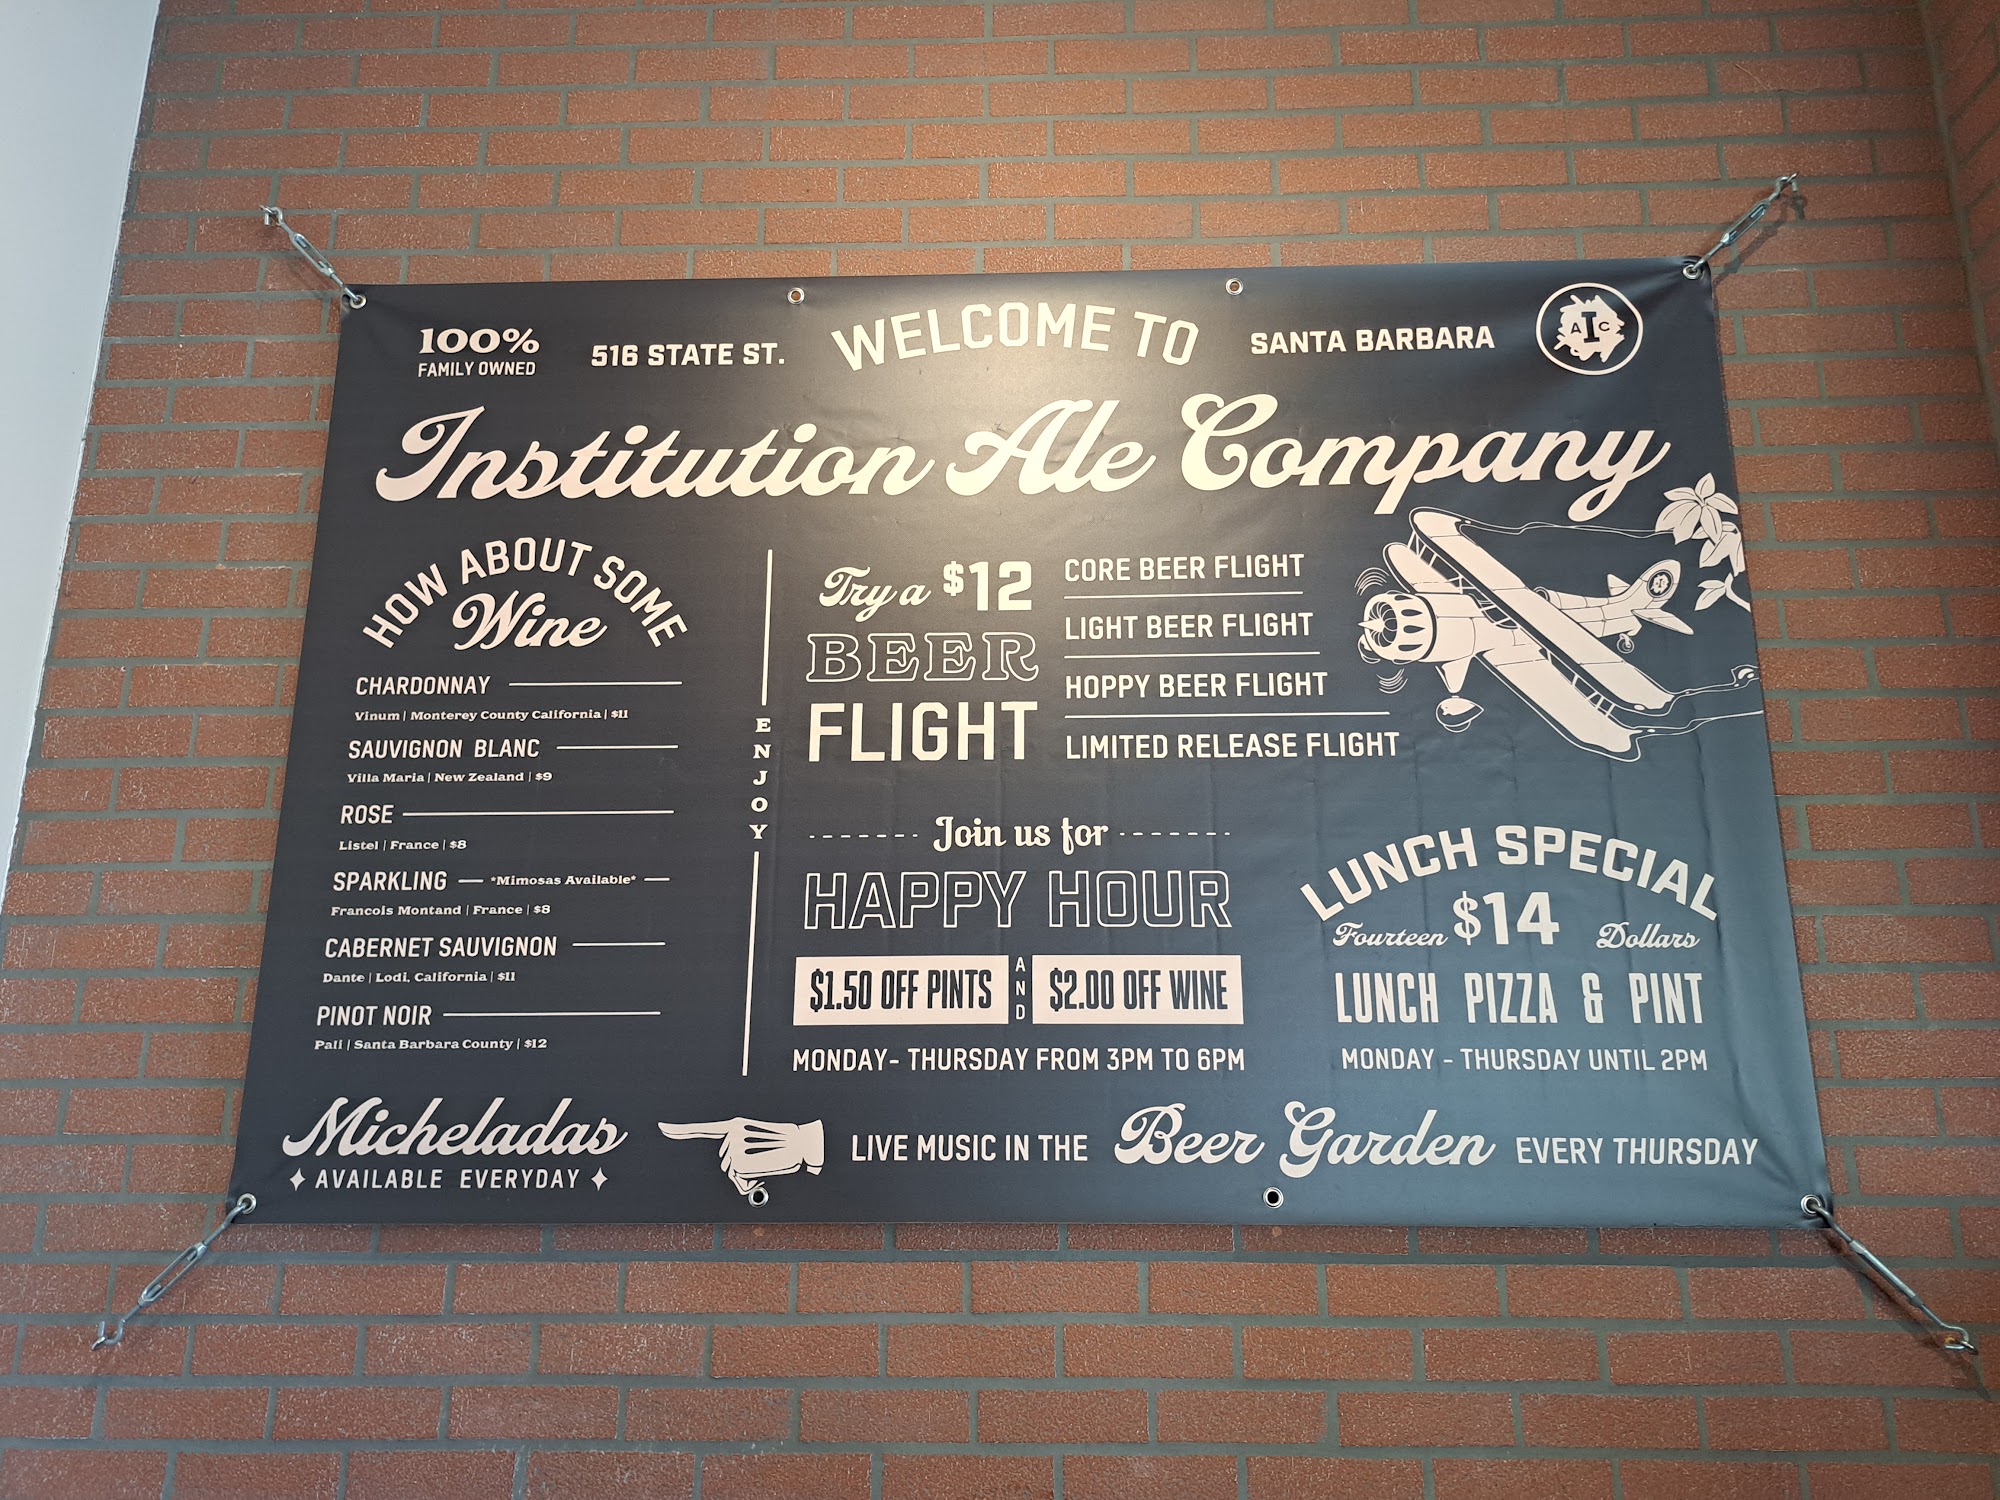 100%
FAMILY OWNED
516 STATE ST.
WELCOME TO
SANTA BARBARA
A I C
Institution Ale Company
HOW ABOUT SOME
Wine
CHARDONNAY
Vinum | Monterey County California | $11
SAUVIGNON BLANC
Villa Maria | New Zealand | $9
ROSE
Listel | France | $8
SPARKLING *Mimosas Available*
Francois Montand | France | $8
CABERNET SAUVIGNON
Dante | Lodi, California | $11
PINOT NOIR
Pali | Santa Barbara County | $12
ENJOY
Try a $12
BEER
FLIGHT
CORE BEER FLIGHT
LIGHT BEER FLIGHT
HOPPY BEER FLIGHT
LIMITED RELEASE FLIGHT
Join us for
HAPPY HOUR
$1.50 OFF PINTS AND $2.00 OFF WINE
MONDAY- THURSDAY FROM 3PM TO 6PM
LUNCH SPECIAL
Fourteen $14 Dollars
LUNCH PIZZA & PINT
MONDAY - THURSDAY UNTIL 2PM
Micheladas
AVAILABLE EVERYDAY
LIVE MUSIC IN THE Beer Garden EVERY THURSDAY